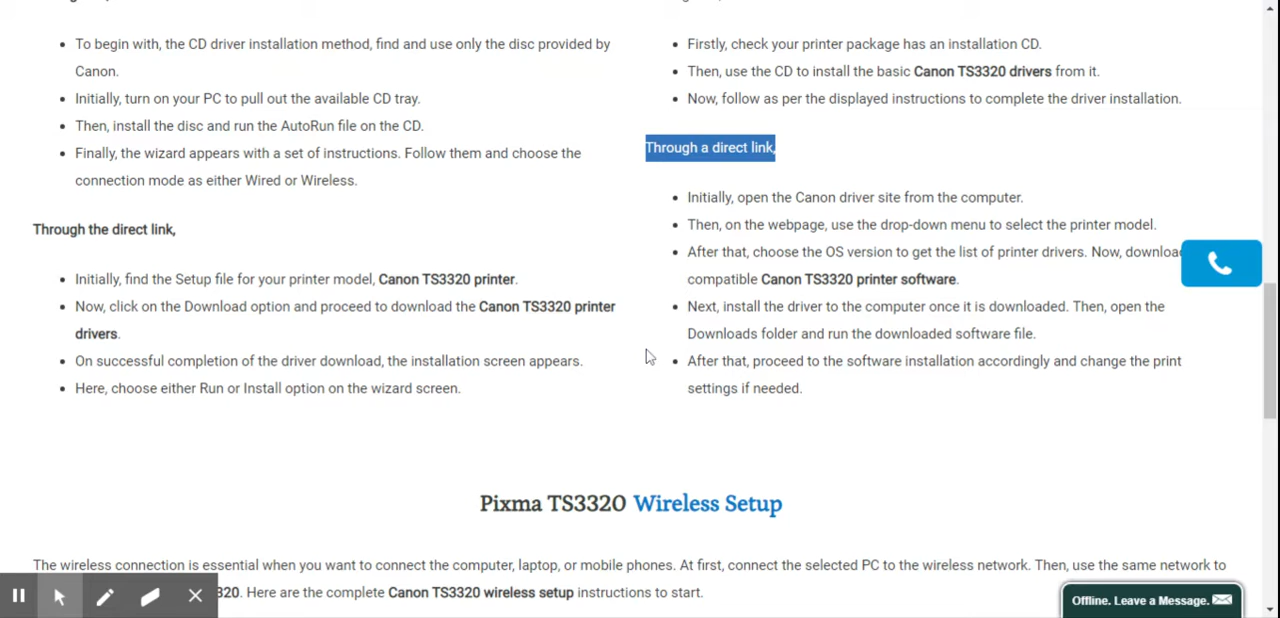 To begin with, the CD driver installation method, find and use only the disc provided by
Canon.
Initially, turn on your PC to pull out the available CD tray.
Then, install the disc and run the AutoRun file on the CD.
Finally, the wizard appears with a set of instructions. Follow them and choose the
connection mode as either Wired or Wireless.
Through the direct link,
Initially, find the Setup file for your printer model, Canon TS3320 printer.
Now, click on the Download option and proceed to download the Canon TS3320 printer
drivers.
On successful completion of the driver download, the installation screen appears.
Here, choose either Run or Install option on the wizard screen.
Firstly, check your printer package has an installation CD.
Then, use the CD to install the basic Canon TS3320 drivers from it.
Now, follow as per the displayed instructions to complete the driver installation.
Through a direct link,
Initially, open the Canon driver site from the computer.
Then, on the webpage, use the drop-down menu to select the printer model.
After that, choose the OS version to get the list of printer drivers. Now, download
compatible Canon TS3320 printer software.
Next, install the driver to the computer once it is downloaded. Then, open the
Downloads folder and run the downloaded software file.
After that, proceed to the software installation accordingly and change the print
settings if needed.
Pixma TS3320 Wireless Setup
The wireless connection is essential when you want to connect the computer, laptop, or mobile phones. At first, connect the selected PC to the wireless network. Then, use the same network to
320. Here are the complete Canon TS3320 wireless setup instructions to start.
Offline. Leave a Message.